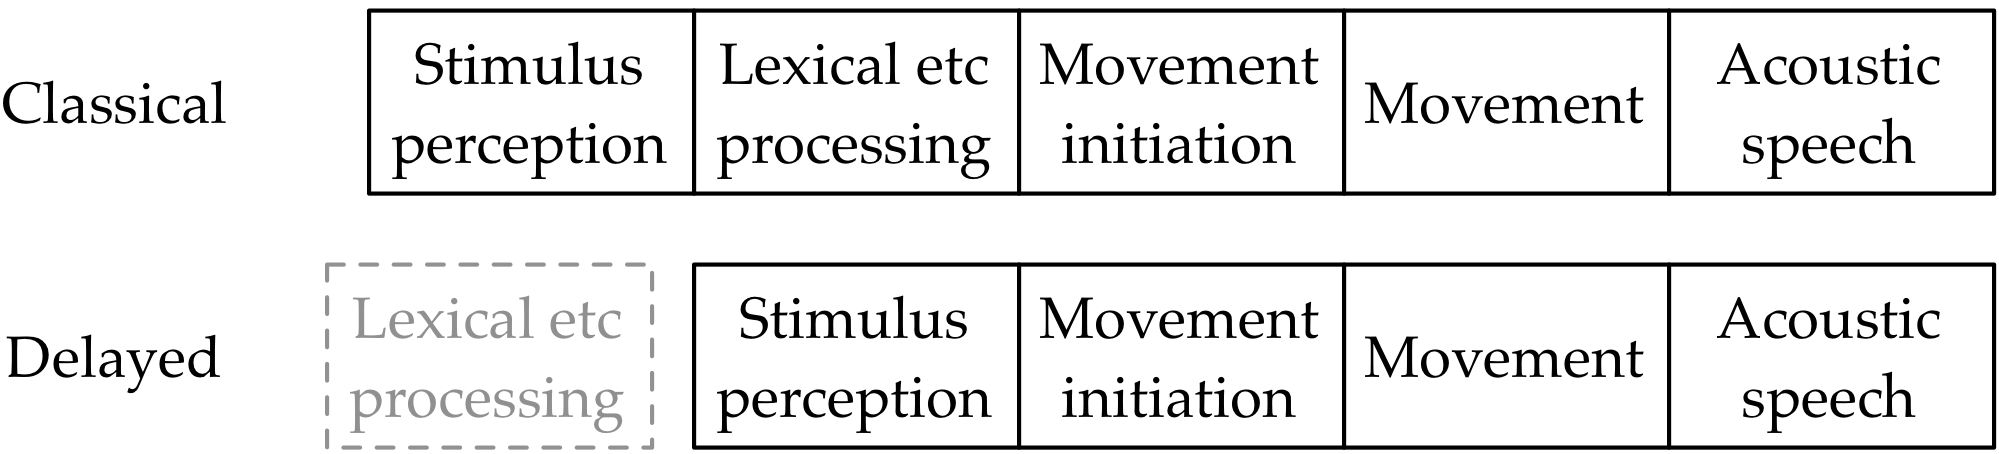 Classical
Stimulus
perception
Lexical etc
processing
Movement
initiation
Movement
Acoustic
speech
Delayed
Lexical etc
processing
Stimulus
perception
Movement
initiation
Movement
Acoustic
speech